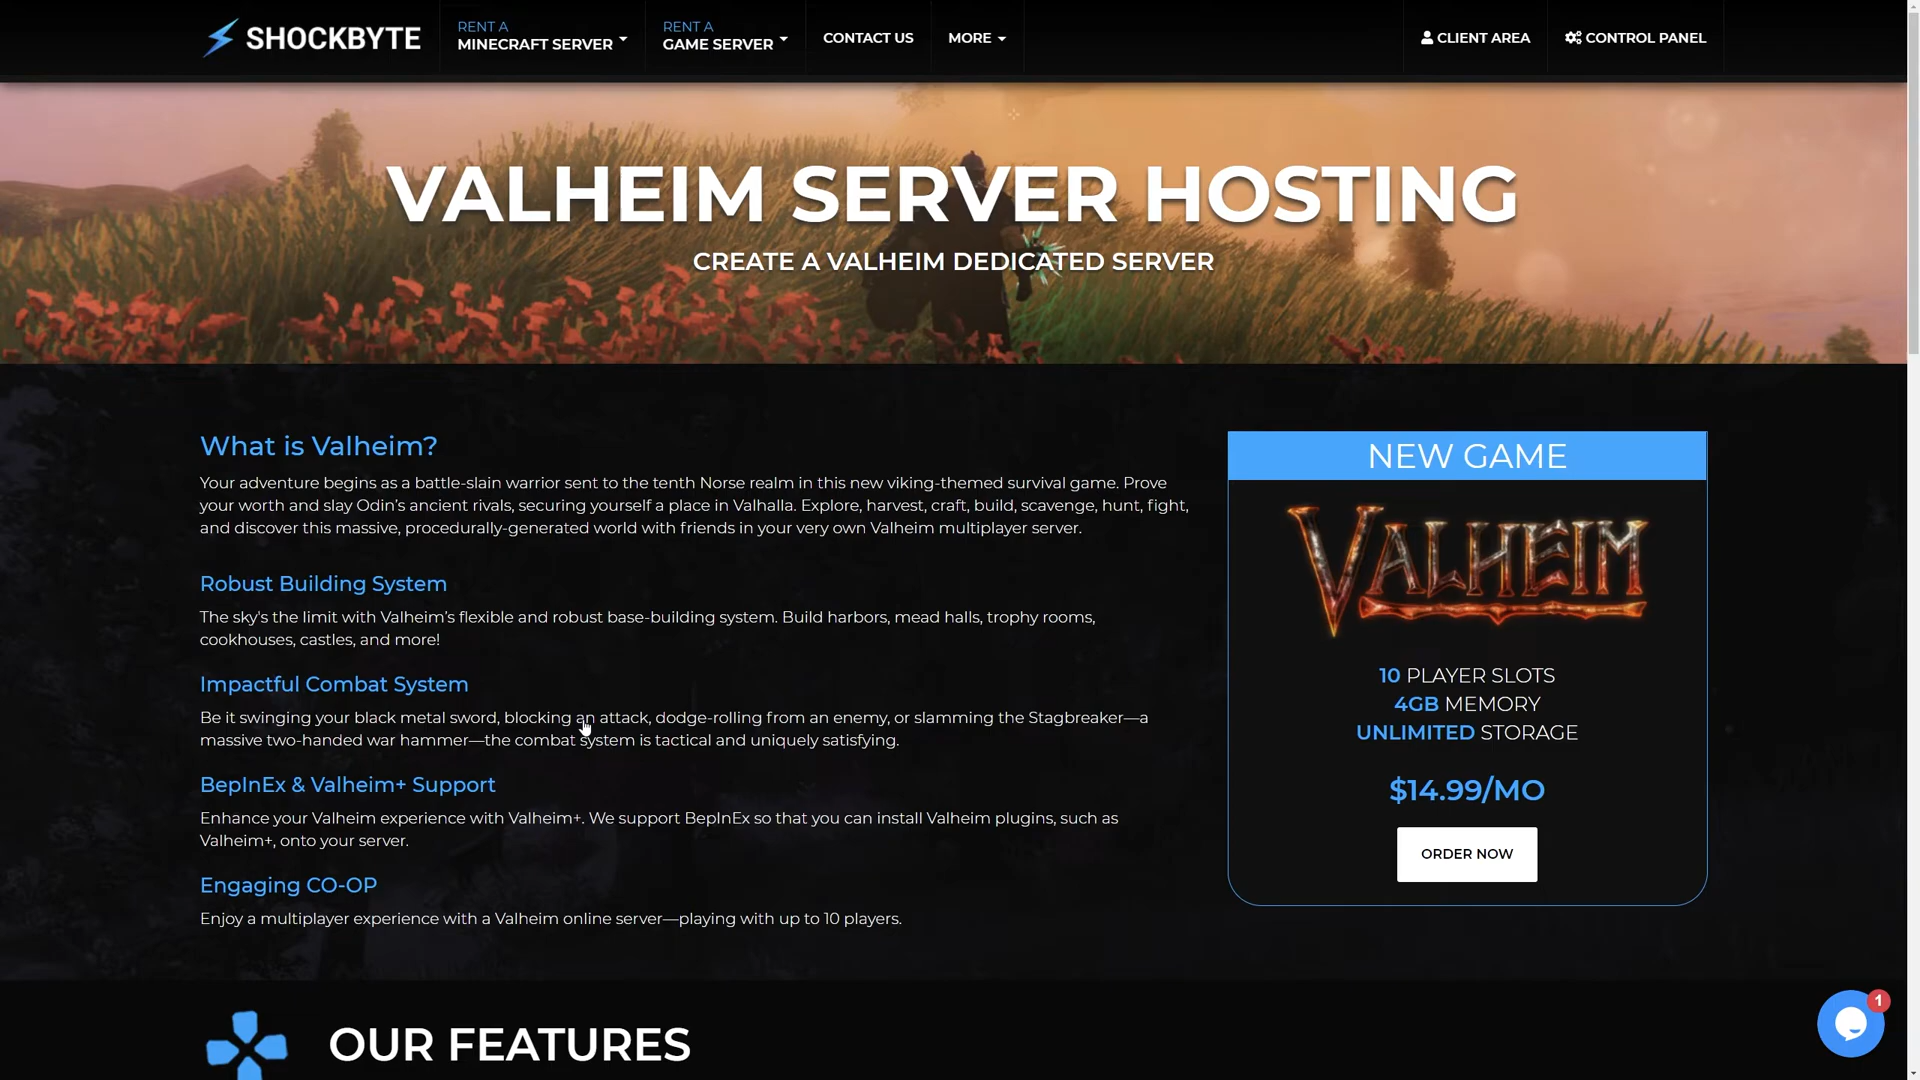 SHOCKBYTE
RENT A
MINECRAFT SERVER
RENT A
GAME SERVER
CONTACT US
MORE
CLIENT AREA
CONTROL PANEL
VALHEIM SERVER HOSTING
CREATE A VALHEIM DEDICATED SERVER
What is Valheim?
Your adventure begins as a battle-slain warrior sent to the tenth Norse realm in this new viking-themed survival game. Prove
your worth and slay Odin’s ancient rivals, securing yourself a place in Valhalla. Explore, harvest, craft, build, scavenge, hunt, fight,
and discover this massive, procedurally-generated world with friends in your very own Valheim multiplayer server.
Robust Building System
The sky's the limit with Valheim’s flexible and robust base-building system. Build harbors, mead halls, trophy rooms,
cookhouses, castles, and more!
Impactful Combat System
Be it swinging your black metal sword, blocking an attack, dodge-rolling from an enemy, or slamming the Stagbreaker—a
massive two-handed war hammer—the combat system is tactical and uniquely satisfying.
BepInEx & Valheim+ Support
Enhance your Valheim experience with Valheim+. We support BepInEx so that you can install Valheim plugins, such as
Valheim+, onto your server.
Engaging CO-OP
Enjoy a multiplayer experience with a Valheim online server—playing with up to 10 players.
NEW GAME
VALHEIM
10 PLAYER SLOTS
4GB MEMORY
UNLIMITED STORAGE
$14.99/MO
ORDER NOW
OUR FEATURES
1